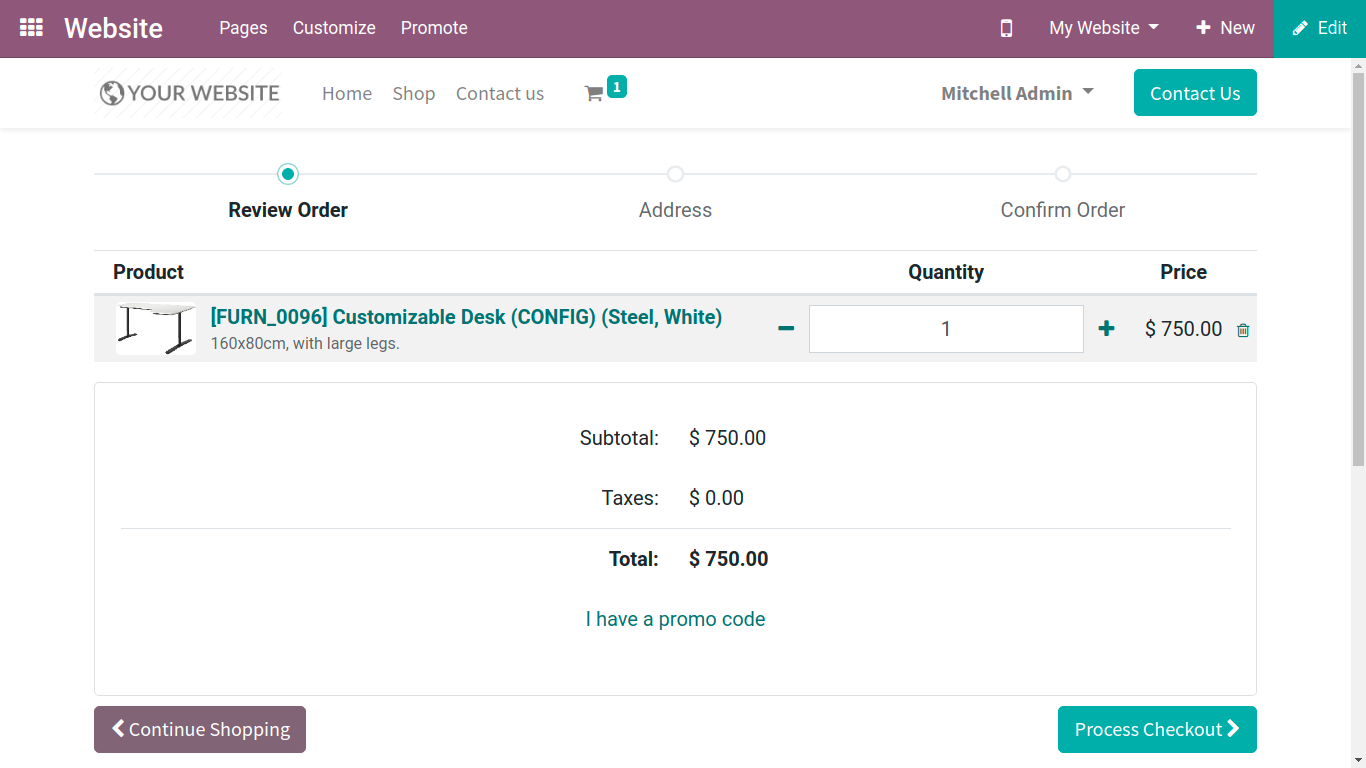 Website Pages Customize Promote My Website New Edit
YOUR WEBSITE Home Shop Contact us 1 Mitchell Admin Contact Us
Review Order Address Confirm Order
Product Quantity Price
[FURN_0096] Customizable Desk (CONFIG) (Steel, White) 1 $ 750.00
160x80cm, with large legs.
Subtotal: $ 750.00
Taxes: $ 0.00
Total: $ 750.00
I have a promo code
Continue Shopping Process Checkout